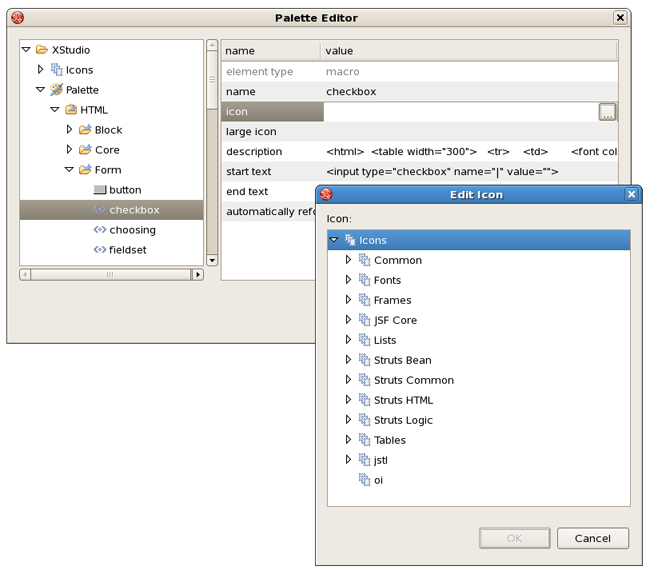 Palette Editor
XStudio
Icons
Palette
HTML
Block
Core
Form
button
checkbox
choosing
fieldset
name value
element type macro
name checkbox
icon ...
large icon
description <html> <table width="300"> <tr> <td> <font col
start text <input type="checkbox" name="|" value="">
end text
automatically refo
Edit Icon
Icon:
Icons
Common
Fonts
Frames
JSF Core
Lists
Struts Bean
Struts Common
Struts HTML
Struts Logic
Tables
jstl
oi
OK Cancel